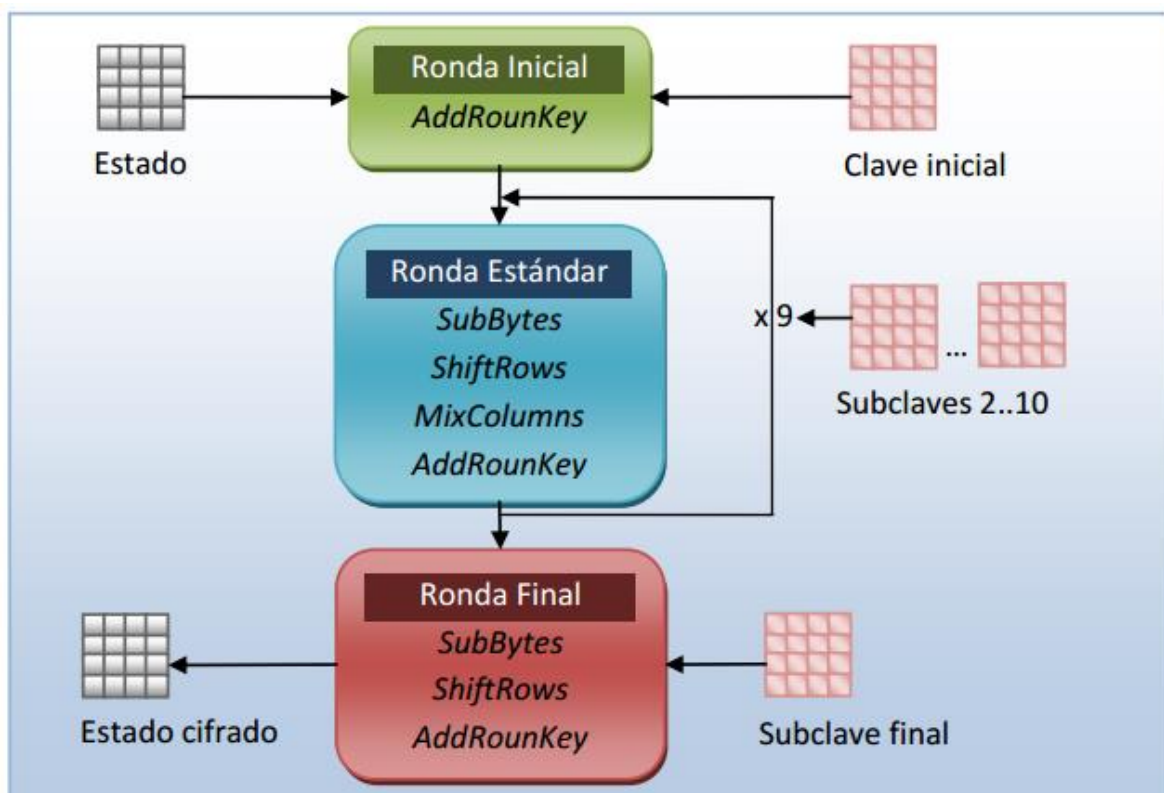 Ronda Inicial
AddRounKey
Estado
Clave inicial
Ronda Estándar
SubBytes
ShiftRows
MixColumns
AddRounKey
x 9
...
Subclaves 2..10
Ronda Final
SubBytes
ShiftRows
AddRounKey
Estado cifrado
Subclave final